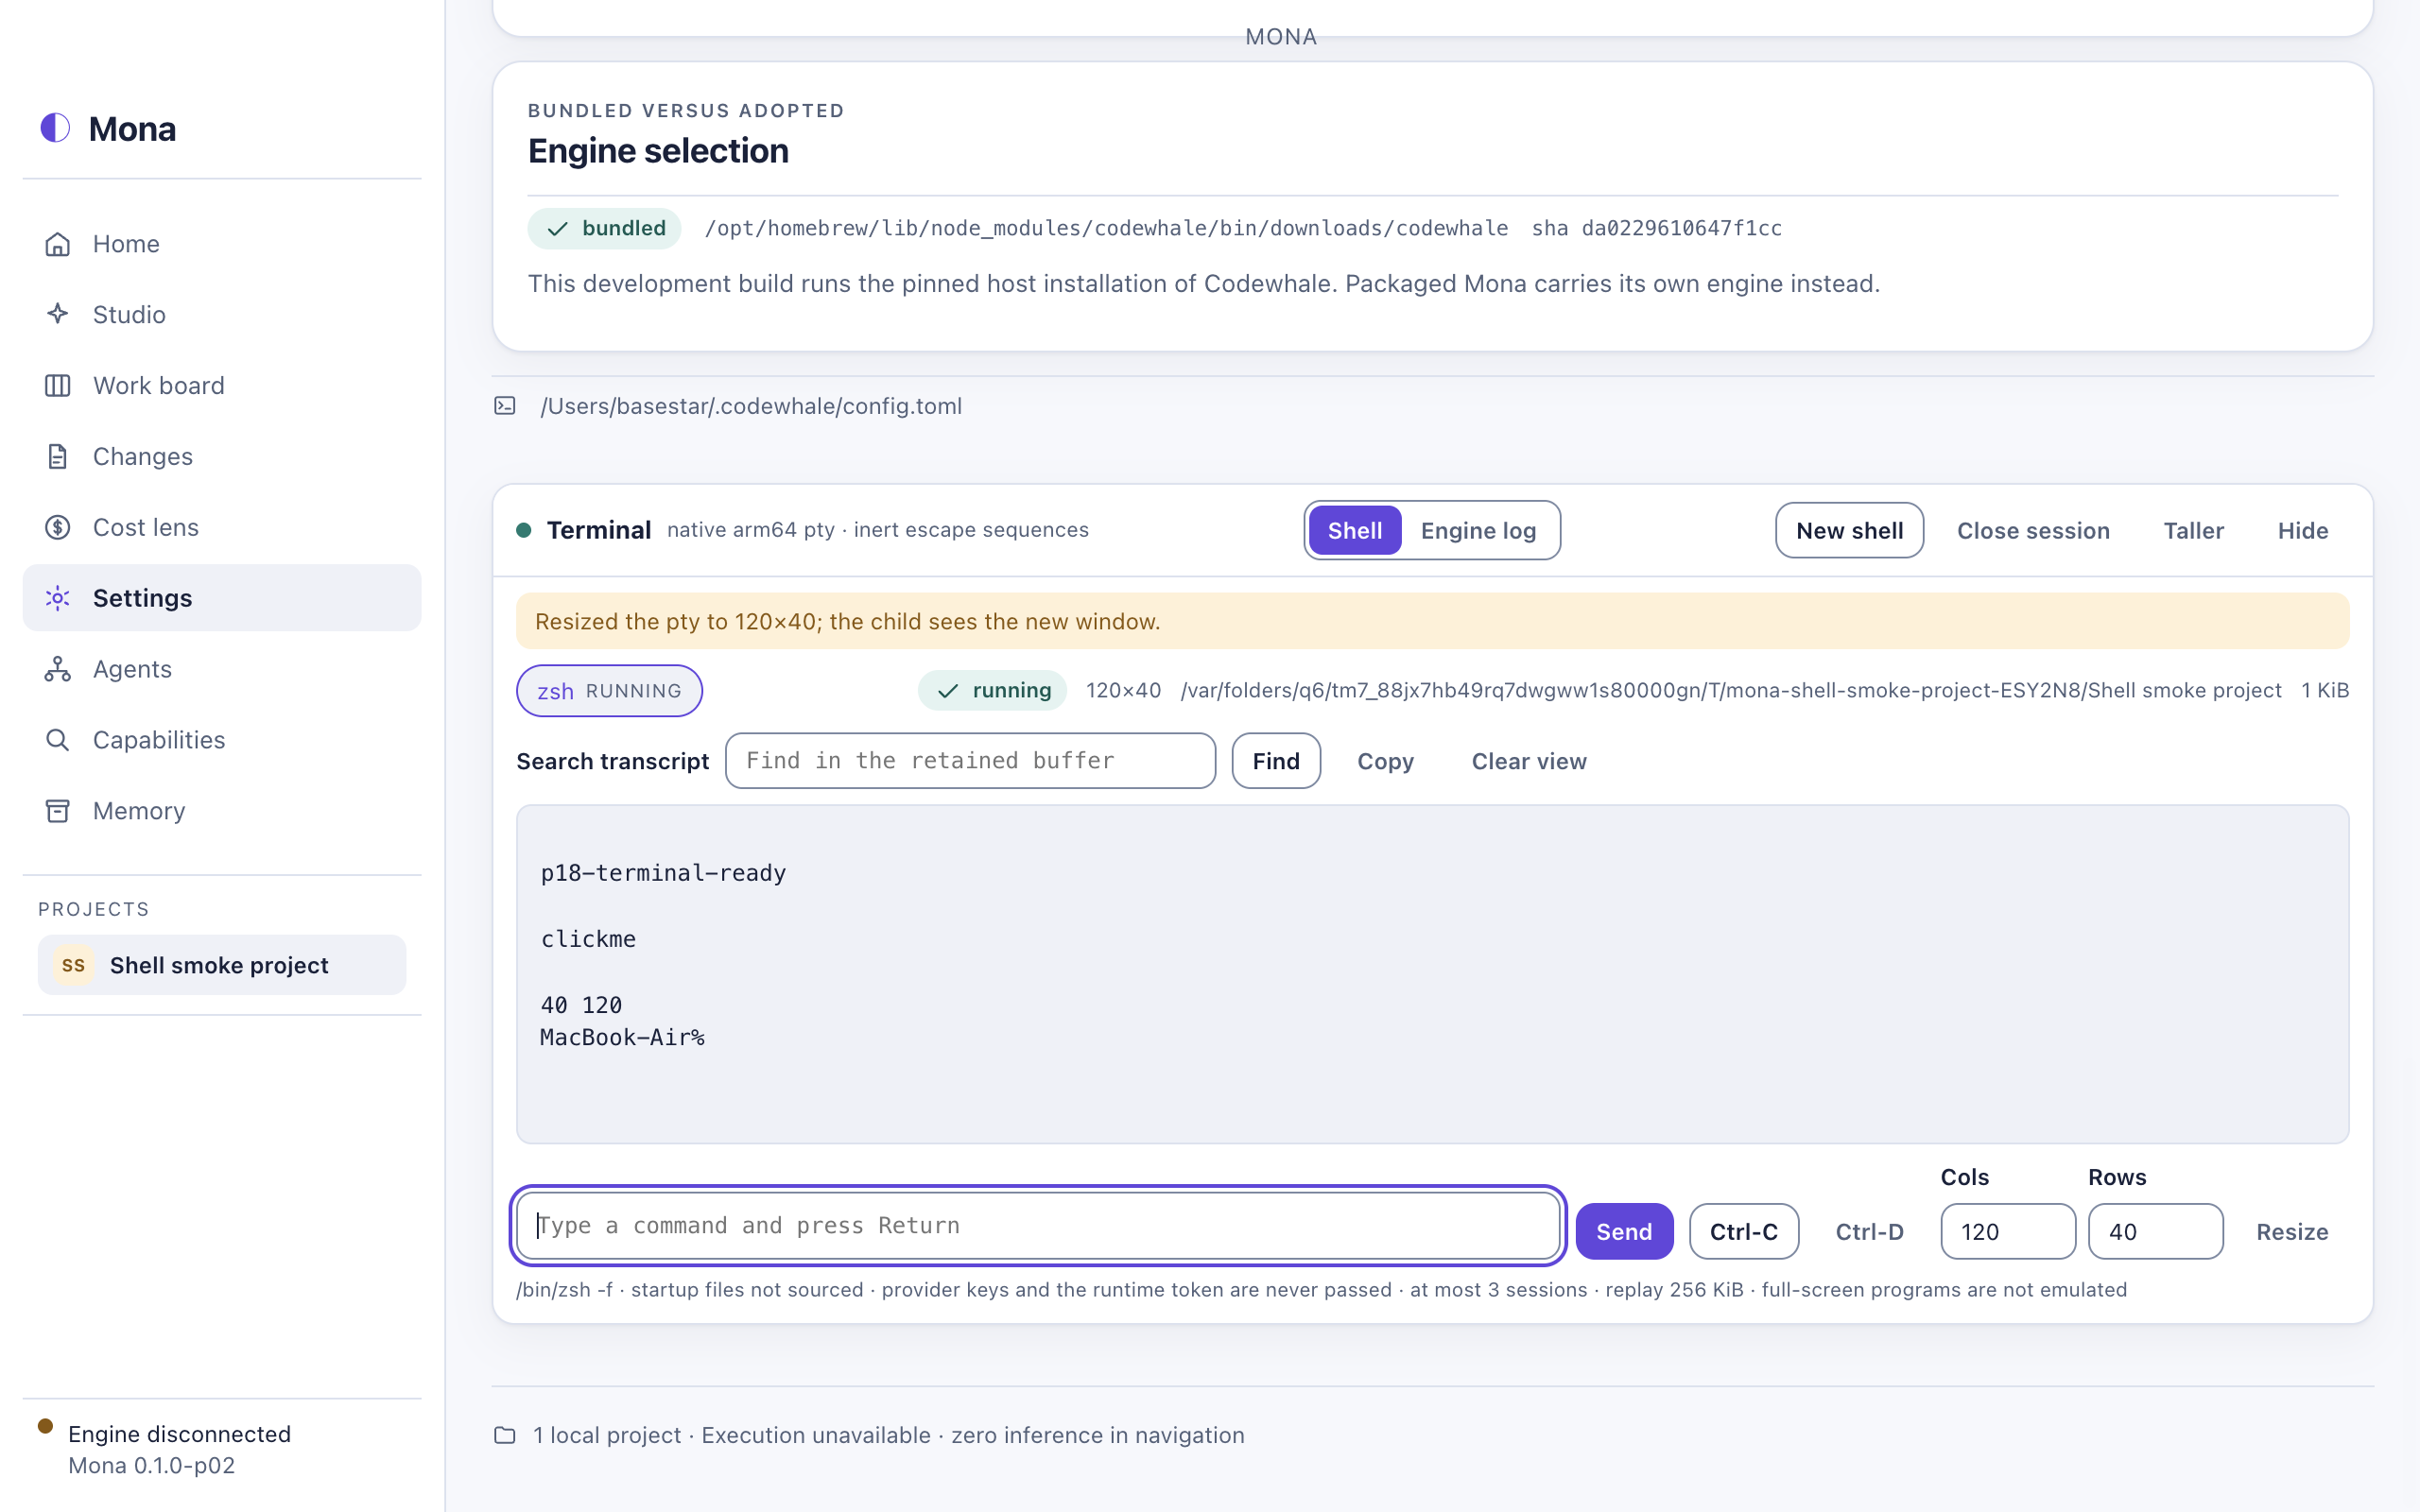 MONA
Mona
Home
Studio
Work board
Changes
Cost lens
Settings
Agents
Capabilities
Memory
PROJECTS
SS Shell smoke project
Engine disconnected
Mona 0.1.0-p02
BUNDLED VERSUS ADOPTED
Engine selection
bundled /opt/homebrew/lib/node_modules/codewhale/bin/downloads/codewhale sha da0229610647f1cc
This development build runs the pinned host installation of Codewhale. Packaged Mona carries its own engine instead.
/Users/basestar/.codewhale/config.toml
Terminal native arm64 pty · inert escape sequences Shell Engine log New shell Close session Taller Hide
Resized the pty to 120×40; the child sees the new window.
zsh RUNNING running 120×40 /var/folders/q6/tm7_88jx7hb49rq7dwgww1s80000gn/T/mona-shell-smoke-project-ESY2N8/Shell smoke project 1 KiB
Search transcript Find in the retained buffer Find Copy Clear view
p18-terminal-ready
clickme
40 120
MacBook-Air%
Cols Rows
Type a command and press Return Send Ctrl-C Ctrl-D 120 40 Resize
/bin/zsh -f · startup files not sourced · provider keys and the runtime token are never passed · at most 3 sessions · replay 256 KiB · full-screen programs are not emulated
1 local project · Execution unavailable · zero inference in navigation